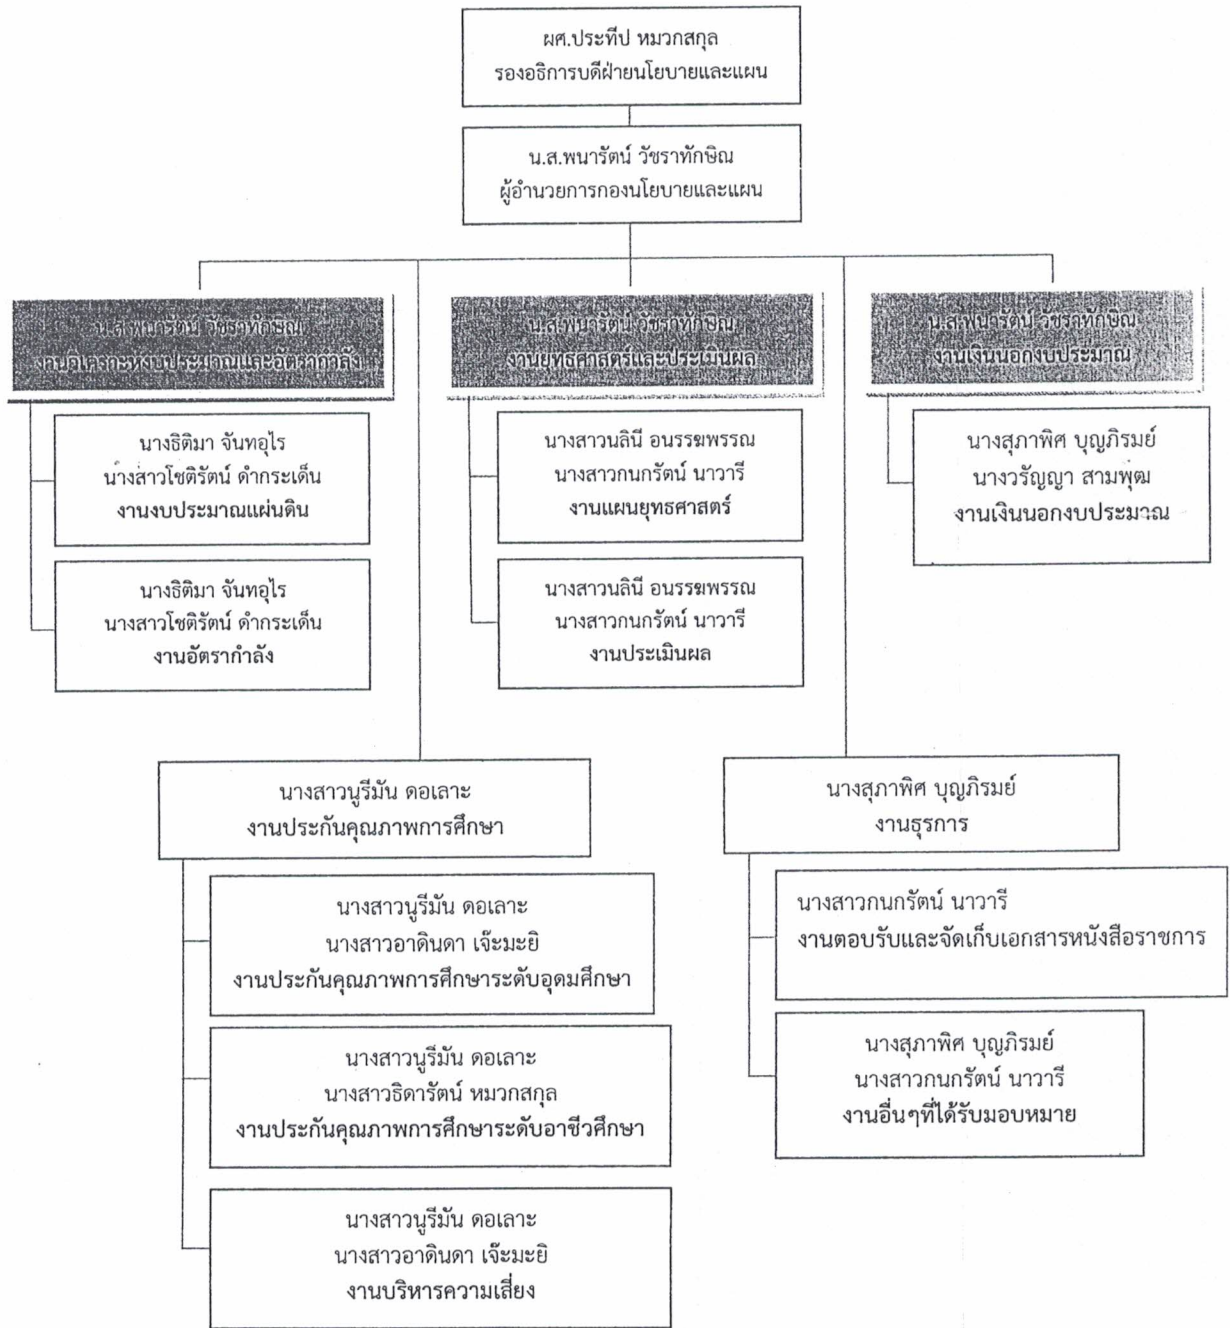 ผศ.ประทีป หมวกสกุล
รองอธิการบดีฝ่ายนโยบายและแผน
น.ส.พนารัตน์ วัชราทักษิณ
ผู้อำนวยการกองนโยบายและแผน
น.ส.พนารัตน์ วัชราทักษิณ
งานวิเคราะห์งบประมาณและอัตรากำลัง
น.ส.พนารัตน์ วัชราทักษิณ
งานยุทธศาสตร์และประเมินผล
น.ส.พนารัตน์ วัชราทักษิณ
งานเงินนอกงบประมาณ
นางธิติมา จันทอุไร
นางสาวโชติรัตน์ ดำกระเด็น
งานงบประมาณแผ่นดิน
นางธิติมา จันทอุไร
นางสาวโชติรัตน์ ดำกระเด็น
งานอัตรากำลัง
นางสาวนลินี อนรรฆพรรณ
นางสาวกนกรัตน์ นาวารี
งานแผนยุทธศาสตร์
นางสาวนลินี อนรรฆพรรณ
นางสาวกนกรัตน์ นาวารี
งานประเมินผล
นางสุภาพิศ บุญภิรมย์
นางวรัญญา สามพุฒ
งานเงินนอกงบประมาณ
นางสาวนูรีมัน ดอเลาะ
งานประกันคุณภาพการศึกษา
นางสาวนูรีมัน ดอเลาะ
นางสาวอาดินดา เจ๊ะมะยิ
งานประกันคุณภาพการศึกษาระดับอุดมศึกษา
นางสาวนูรีมัน ดอเลาะ
นางสาวธิดารัตน์ หมวกสกุล
งานประกันคุณภาพการศึกษาระดับอาชีวศึกษา
นางสาวนูรีมัน ดอเลาะ
นางสาวอาดินดา เจ๊ะมะยิ
งานบริหารความเสี่ยง
นางสุภาพิศ บุญภิรมย์
งานธุรการ
นางสาวกนกรัตน์ นาวารี
งานตอบรับและจัดเก็บเอกสารหนังสือราชการ
นางสุภาพิศ บุญภิรมย์
นางสาวกนกรัตน์ นาวารี
งานอื่นๆที่ได้รับมอบหมาย